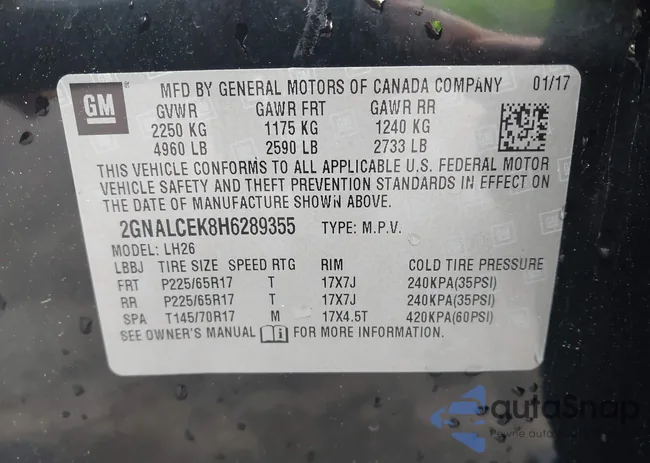 GM
MFD BY GENERAL MOTORS OF CANADA COMPANY 01/17
GVWR GAWR FRT GAWR RR
2250 KG 1175 KG 1240 KG
4960 LB 2590 LB 2733 LB
THIS VEHICLE CONFORMS TO ALL APPLICABLE U.S. FEDERAL MOTOR
VEHICLE SAFETY AND THEFT PREVENTION STANDARDS IN EFFECT ON
THE DATE OF MANUFACTURE SHOWN ABOVE.
2GNALCEK8H6289355 TYPE: M.P.V.
MODEL: LH26
LBBJ TIRE SIZE SPEED RTG RIM COLD TIRE PRESSURE
FRT P225/65R17 T 17X7J 240KPA(35PSI)
RR P225/65R17 T 17X7J 240KPA(35PSI)
SPA T145/70R17 M 17X4.5T 420KPA(60PSI)
SEE OWNER'S MANUAL FOR MORE INFORMATION.
autoSnap